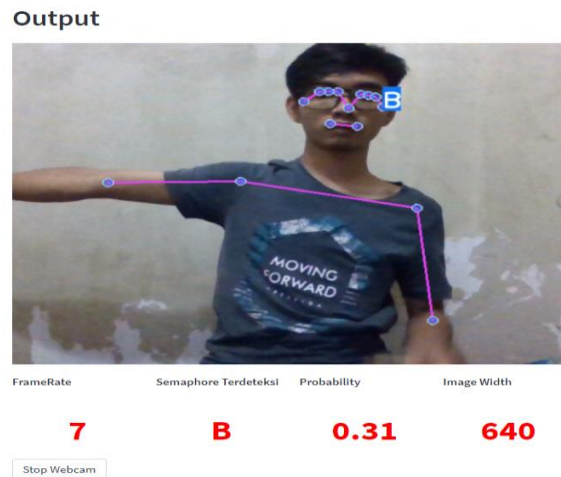 Output
B
MOVING
FORWARD
FrameRate
Semaphore Terdeteksi
Probability
Image Width
7
B
0.31
640
Stop Webcam